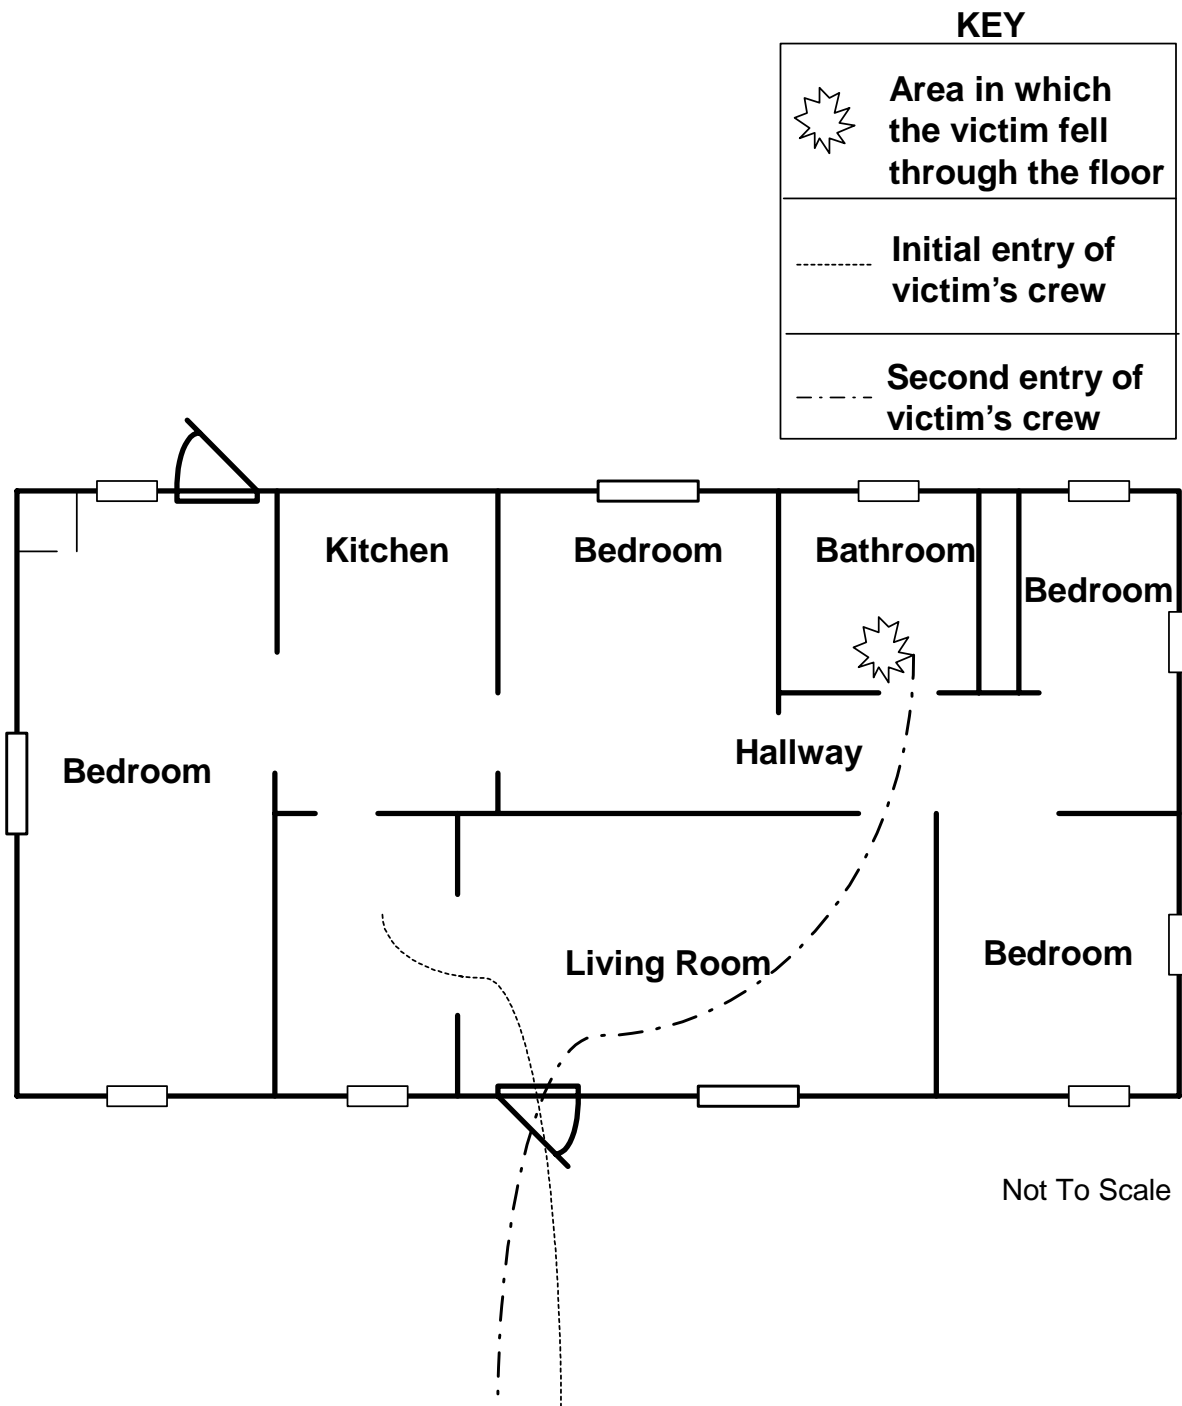 KEY
Area in which
the victim fell
through the floor
Initial entry of
victim’s crew
Second entry of
victim’s crew
Kitchen
Bedroom
Bathroom
Bedroom
Hallway
Bedroom
Living Room
Bedroom
Not To Scale